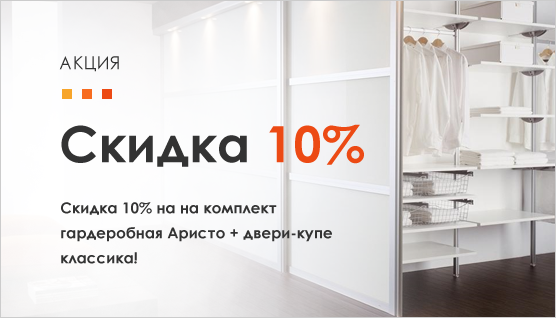 АКЦИЯ
Скидка 10%
Скидка 10% на на комплект
гардеробная Аристо + двери-купе
классика!